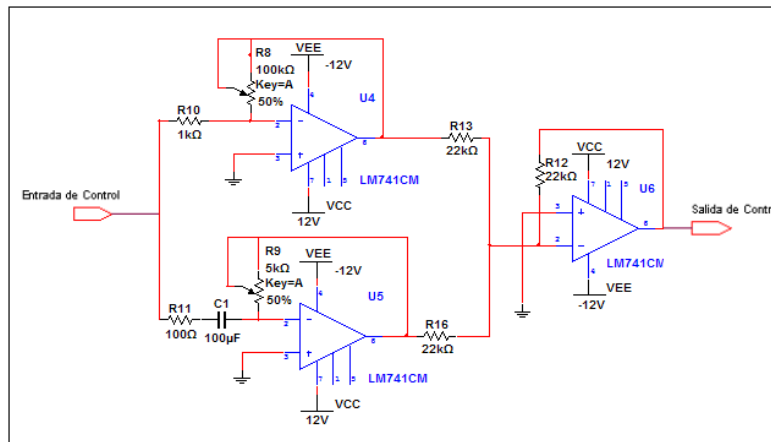 R8
100kΩ
Key=A
50%
VEE
-12V
4
U4
R10
1kΩ
2
3
6
7
1
5
LM741CM
12V
VCC
R13
22kΩ
R12
22kΩ
VCC
12V
7
1
5
U6
3
2
6
LM741CM
4
VEE
-12V
Entrada de Control
Salida de Contr
R9
5kΩ
Key=A
50%
VEE
-12V
4
U5
R11
100Ω
C1
100µF
2
3
6
7
1
5
LM741CM
VCC
12V
R16
22kΩ